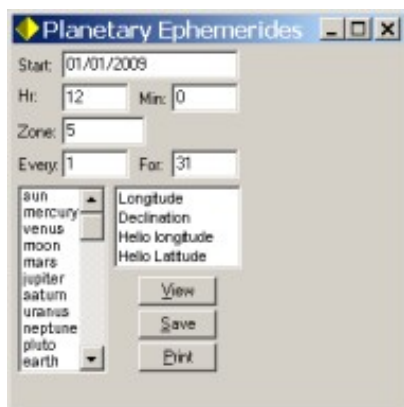 Planetary Ephemerides
Start: 01/01/2009
Hr: 12 Min: 0
Zone: 5
Every: 1 For: 31
sun
mercury
venus
moon
mars
jupiter
saturn
uranus
neptune
pluto
earth
Longitude
Declination
Helio longitude
Helio Latitude
View
Save
Print